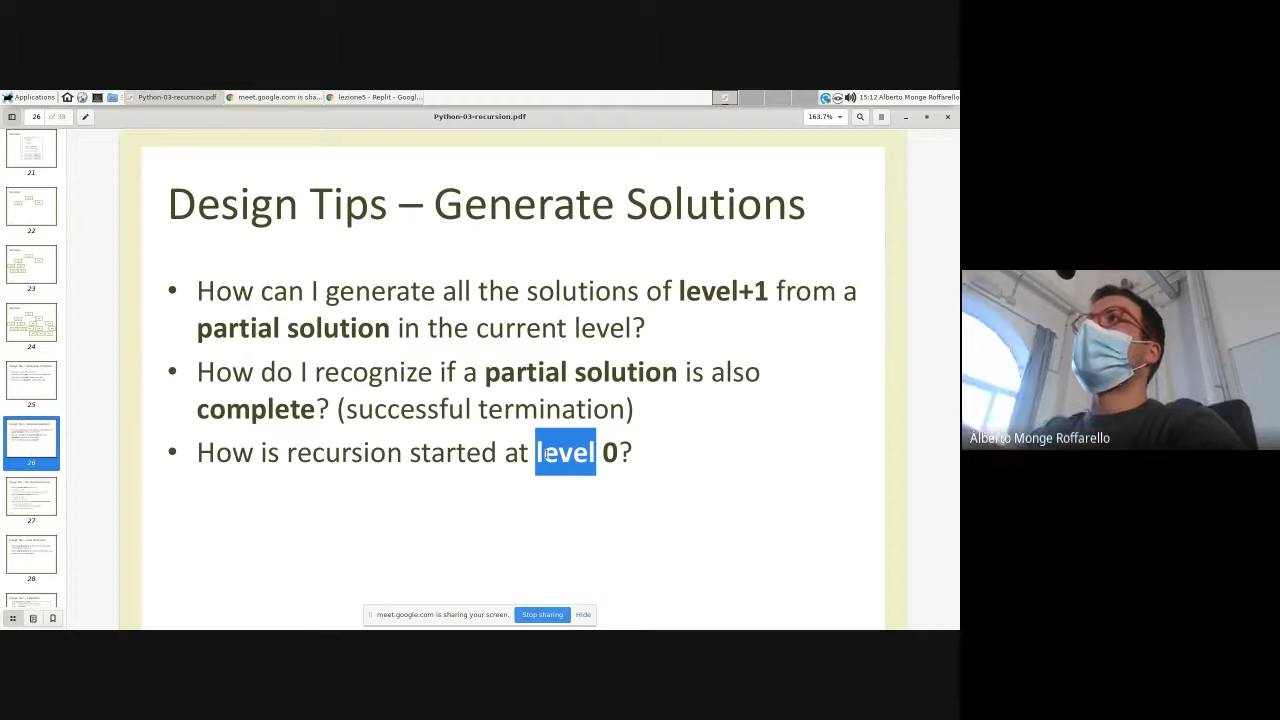 Applications
Python-03-recursion.pdf
meet.google.com is sha...
lezione5 - Replit - Googl...
15:12 Alberto Monge Roffarello
26 of 38
Python-03-recursion.pdf
163.7%
21
22
23
24
25
26
27
28
Design Tips – Generate Solutions
• How can I generate all the solutions of level+1 from a
partial solution in the current level?
• How do I recognize if a partial solution is also
complete? (successful termination)
• How is recursion started at level 0?
meet.google.com is sharing your screen.
Stop sharing
Hide
Alberto Monge Roffarello